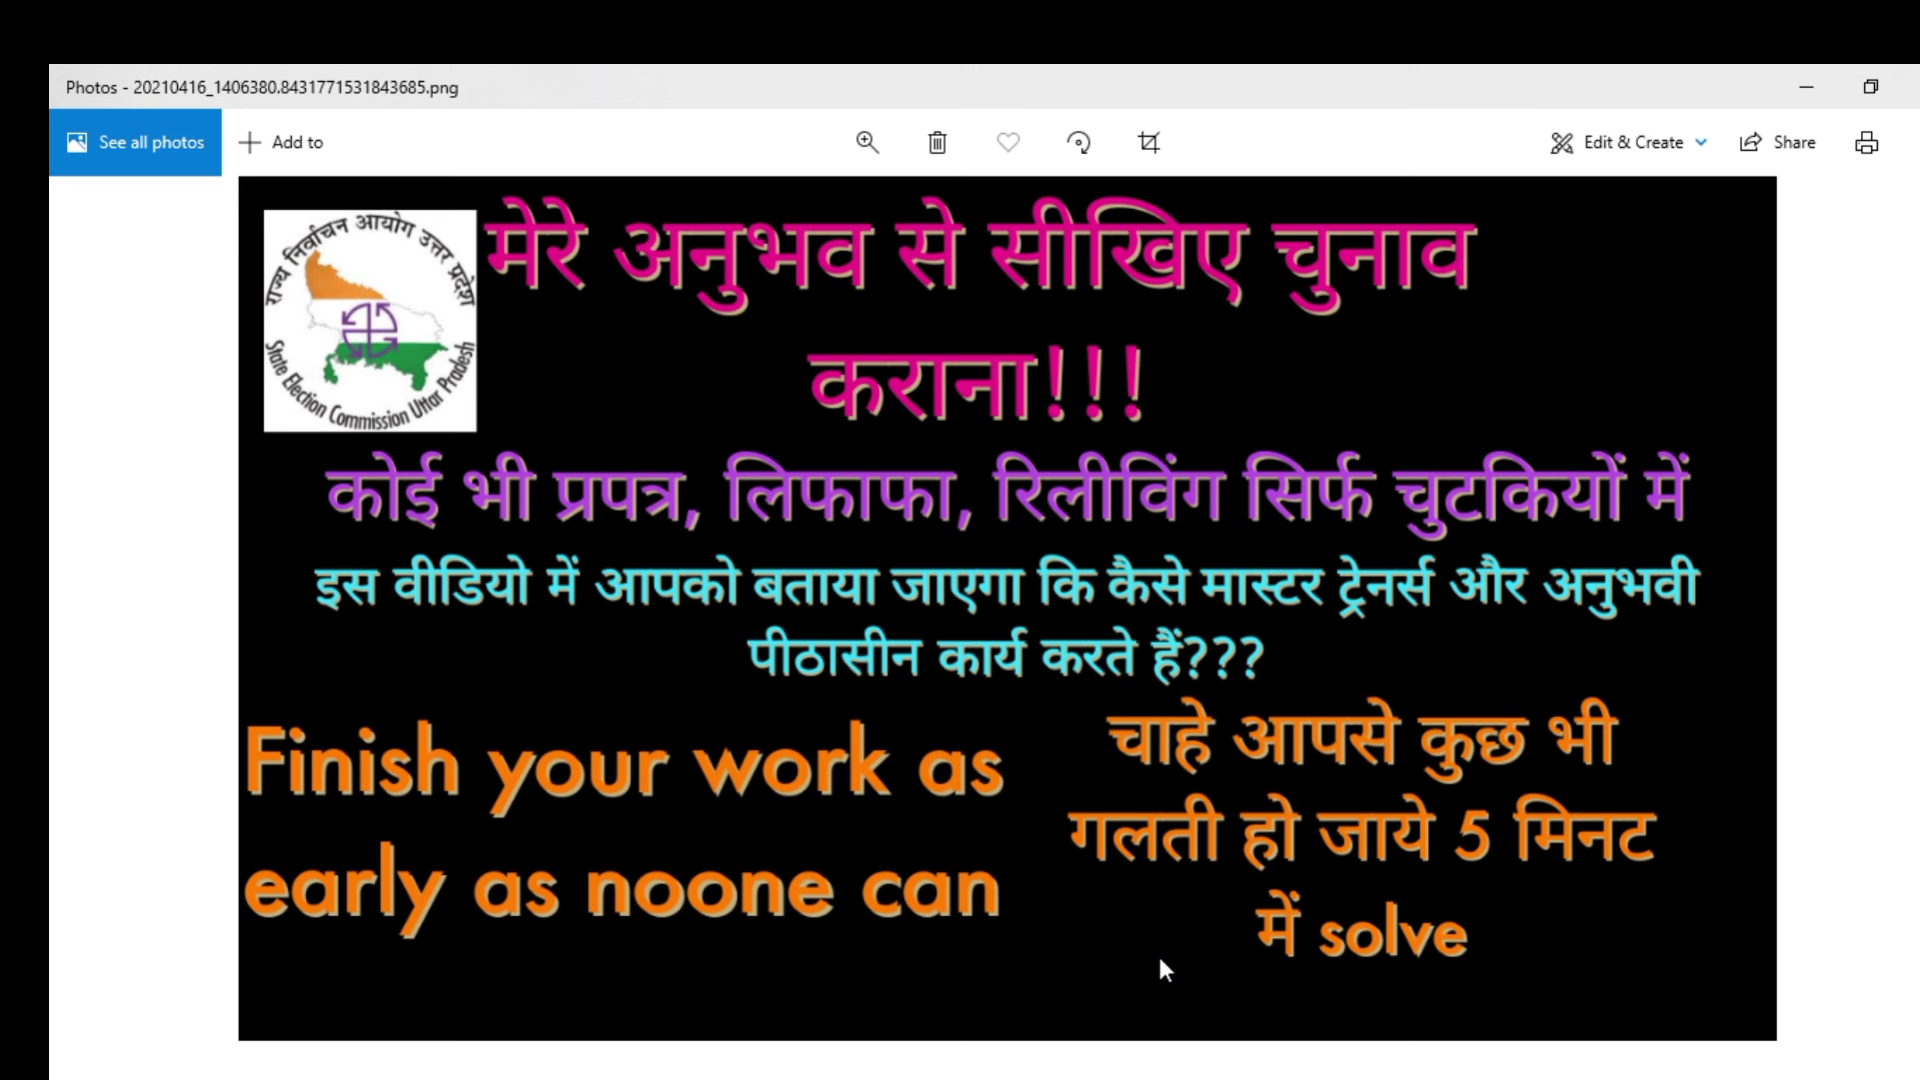 Photos - 20210416_1406380.8431771531843685.png
See all photos
Add to
Edit & Create
Share
राज्य निर्वाचन आयोग उत्तर प्रदेश
State Election Commission Uttar Pradesh
मेरे अनुभव से सीखिए चुनाव
कराना!!!
कोई भी प्रपत्र, लिफाफा, रिलीविंग सिर्फ चुटकियों में
इस वीडियो में आपको बताया जाएगा कि कैसे मास्टर ट्रेनर्स और अनुभवी
पीठासीन कार्य करते हैं???
Finish your work as
early as noone can
चाहे आपसे कुछ भी
गलती हो जाये 5 मिनट
में solve